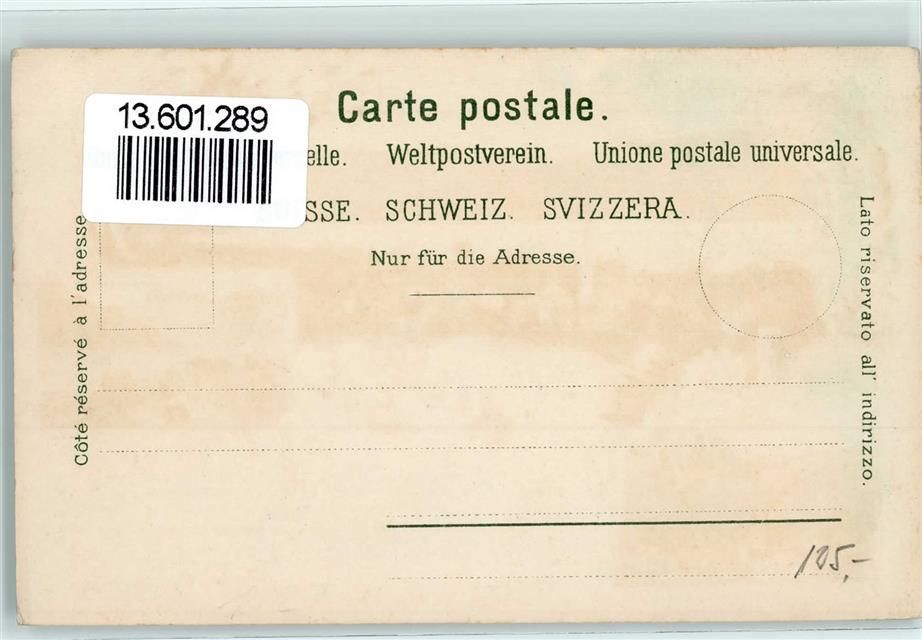 13.601.289
Carte postale.
elle. Weltpostverein. Unione postale universale.
SSE. SCHWEIZ. SVIZZERA.
Nur für die Adresse.
Côté réservé à l'adresse
Lato riservato all' indirizzo.
125,-